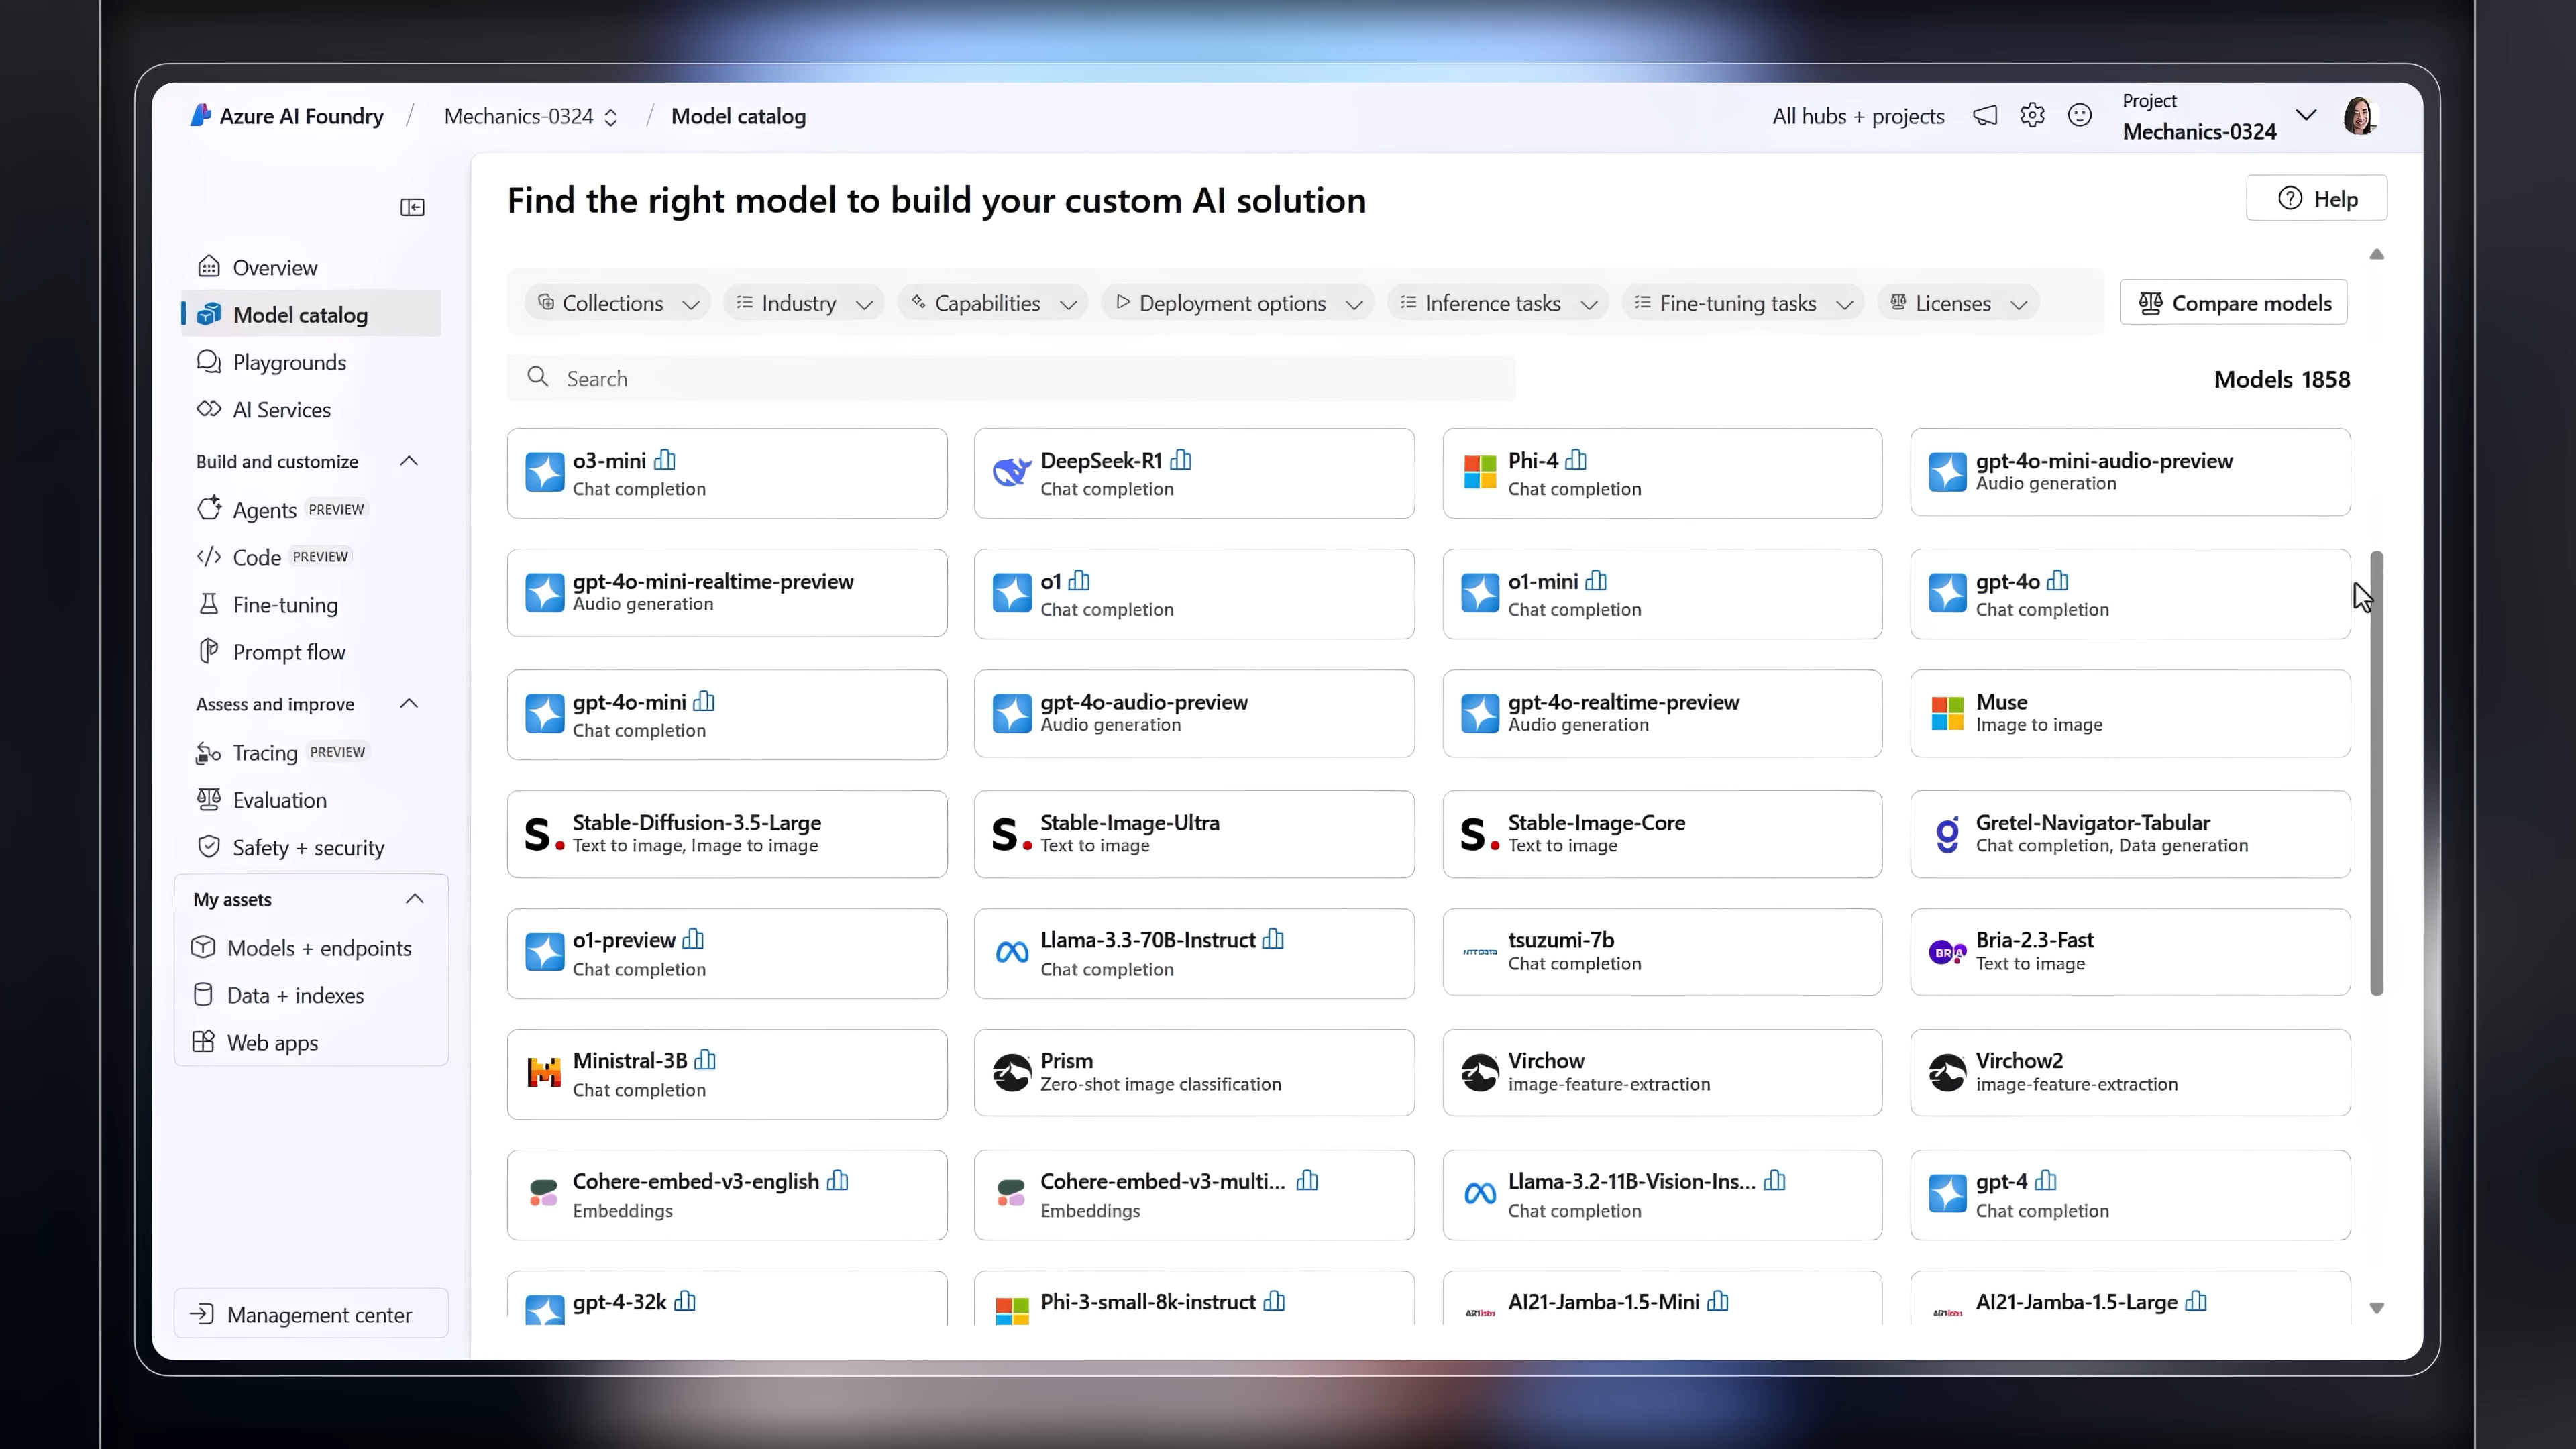 Azure AI Foundry / Mechanics-0324 / Model catalog
All hubs + projects
Project
Mechanics-0324
Overview
Model catalog
Playgrounds
AI Services
Build and customize
Agents PREVIEW
Code PREVIEW
Fine-tuning
Prompt flow
Assess and improve
Tracing PREVIEW
Evaluation
Safety + security
My assets
Models + endpoints
Data + indexes
Web apps
Management center
Find the right model to build your custom AI solution
Help
Collections
Industry
Capabilities
Deployment options
Inference tasks
Fine-tuning tasks
Licenses
Compare models
Search
Models 1858
o3-mini
Chat completion
DeepSeek-R1
Chat completion
Phi-4
Chat completion
gpt-4o-mini-audio-preview
Audio generation
gpt-4o-mini-realtime-preview
Audio generation
o1
Chat completion
o1-mini
Chat completion
gpt-4o
Chat completion
gpt-4o-mini
Chat completion
gpt-4o-audio-preview
Audio generation
gpt-4o-realtime-preview
Audio generation
Muse
Image to image
S.
Stable-Diffusion-3.5-Large
Text to image, Image to image
S.
Stable-Image-Ultra
Text to image
S.
Stable-Image-Core
Text to image
g
Gretel-Navigator-Tabular
Chat completion, Data generation
o1-preview
Chat completion
Llama-3.3-70B-Instruct
Chat completion
NTT DATA
tsuzumi-7b
Chat completion
BRIA
Bria-2.3-Fast
Text to image
Ministral-3B
Chat completion
Prism
Zero-shot image classification
Virchow
image-feature-extraction
Virchow2
image-feature-extraction
Cohere-embed-v3-english
Embeddings
Cohere-embed-v3-multi...
Embeddings
Llama-3.2-11B-Vision-Ins...
Chat completion
gpt-4
Chat completion
gpt-4-32k
Phi-3-small-8k-instruct
AI21labs
AI21-Jamba-1.5-Mini
AI21labs
AI21-Jamba-1.5-Large